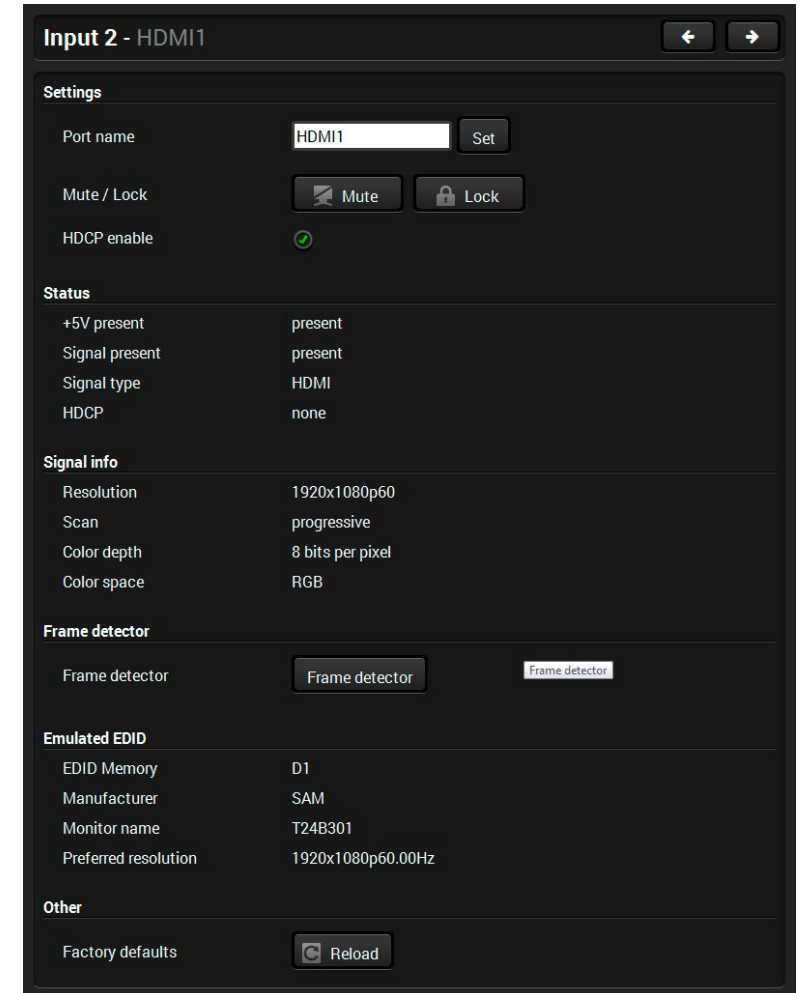 Input 2 - HDMI1
Settings
Port name HDMI1 Set
Mute / Lock Mute Lock
HDCP enable
Status
+5V present present
Signal present present
Signal type HDMI
HDCP none
Signal info
Resolution 1920x1080p60
Scan progressive
Color depth 8 bits per pixel
Color space RGB
Frame detector
Frame detector Frame detector Frame detector
Emulated EDID
EDID Memory D1
Manufacturer SAM
Monitor name T24B301
Preferred resolution 1920x1080p60.00Hz
Other
Factory defaults Reload